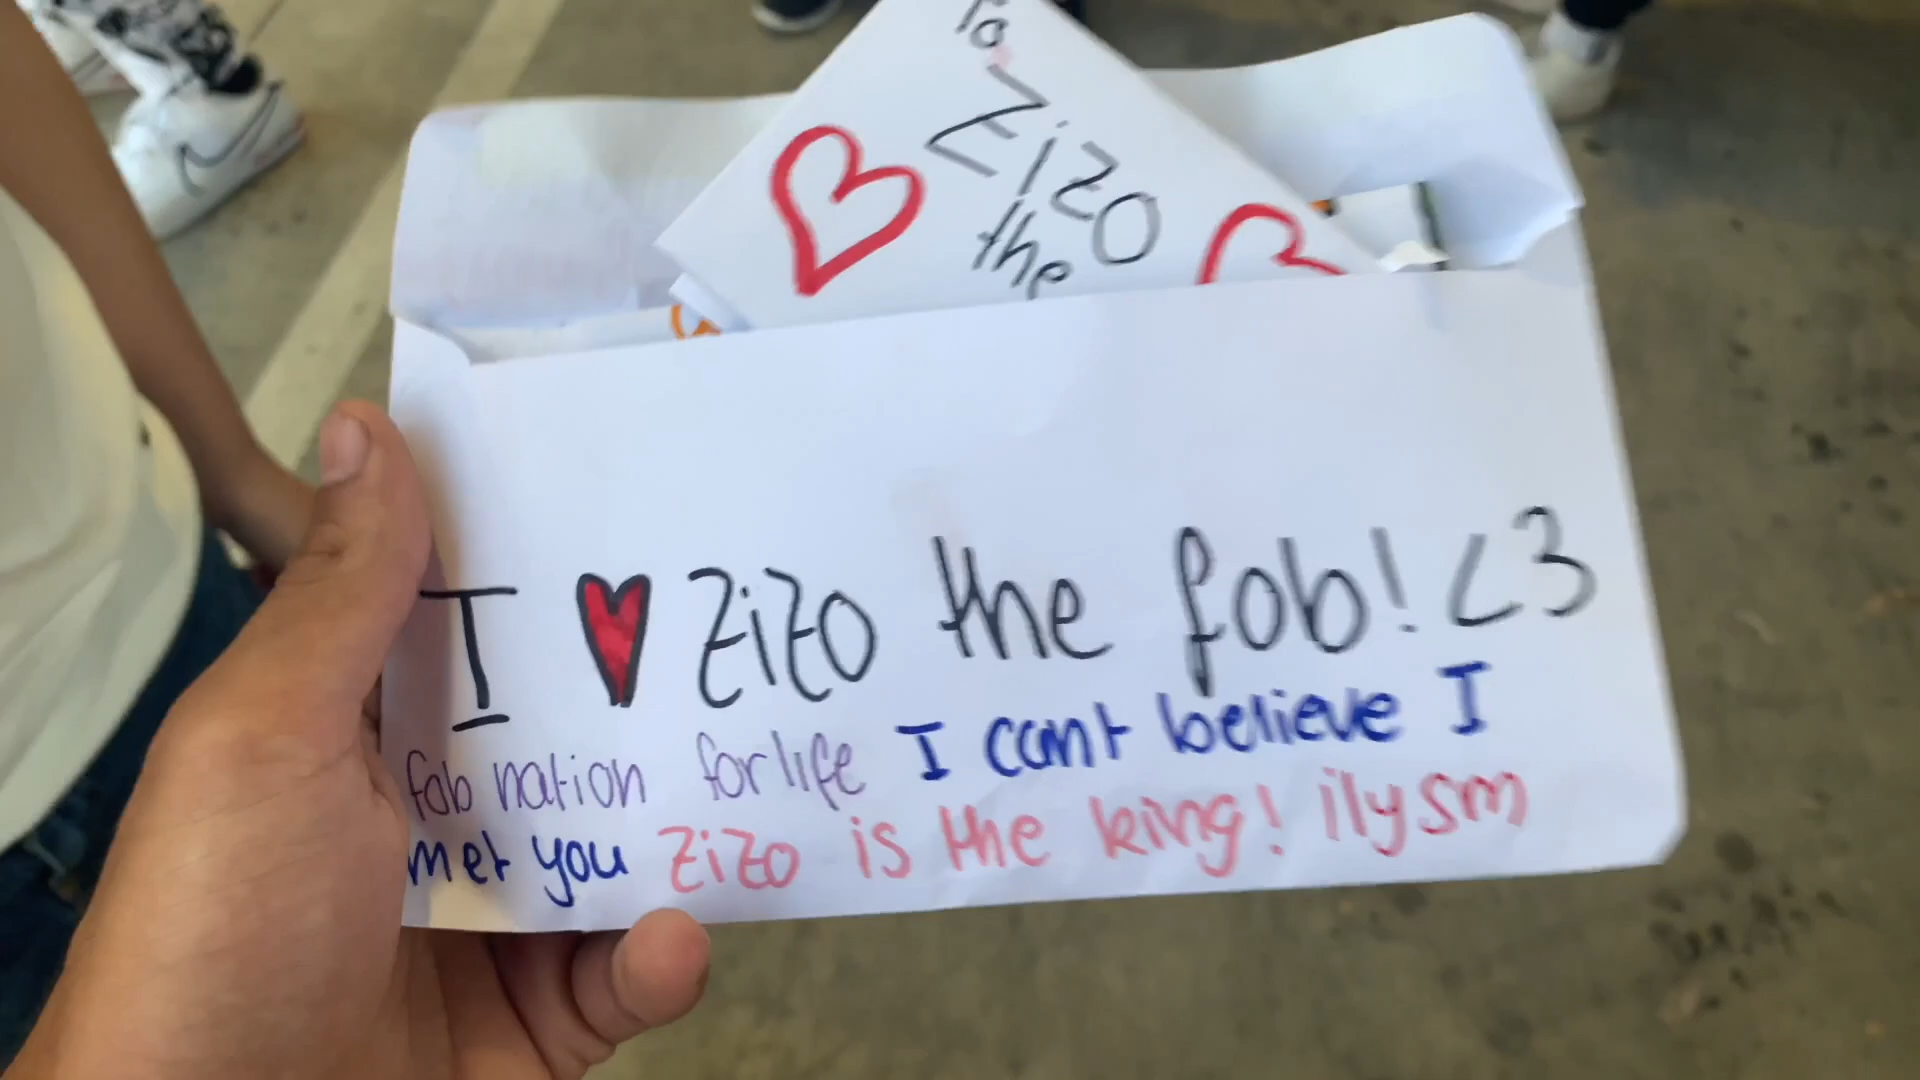 To
Zizo
the
I ♥ Zizo the fob! <3
fob nation for life I cant believe I
met you Zizo is the king! ilysm